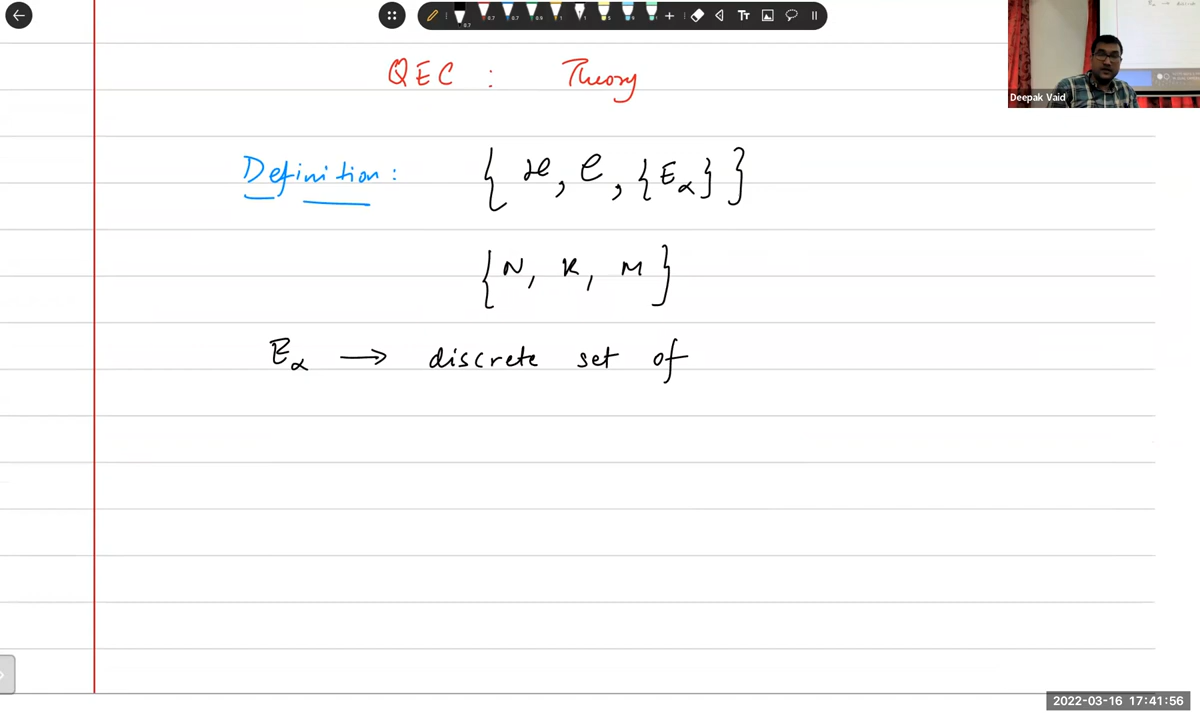 QEC : Theory
Deepak Vaid
Definition : { ℋ, 𝒞, {E_α} }
{ N, K, M }
E_α → discrete set of
2022-03-16 17:41:56